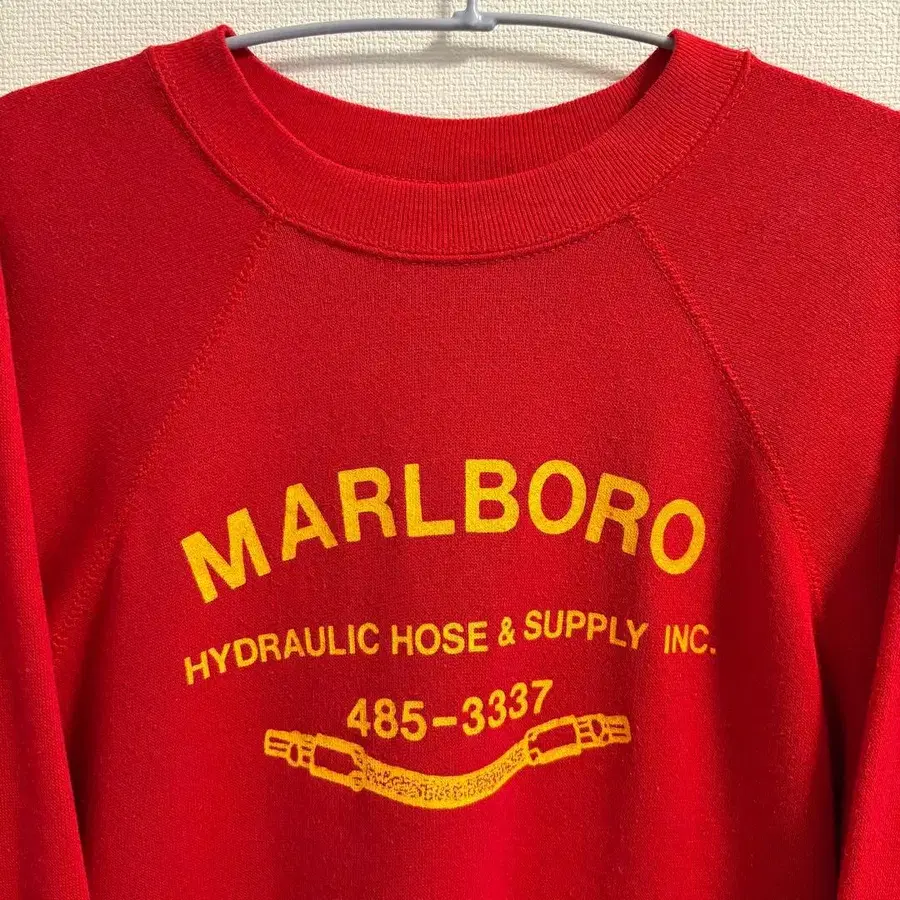 MARLBORO
HYDRAULIC HOSE & SUPPLY INC.
485-3337